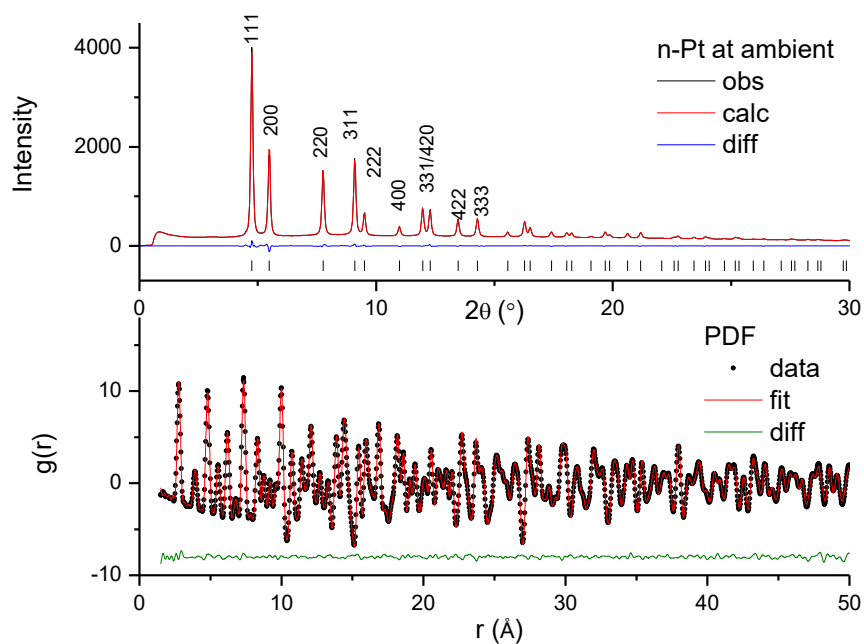 n-Pt at ambient
obs
calc
diff
4000
2000
0
Intensity
111
200
220
311
222
400
331/420
422
333
0
10
20
30
2θ (°)
PDF
data
fit
diff
10
0
-10
g(r)
0
10
20
30
40
50
r (Å)